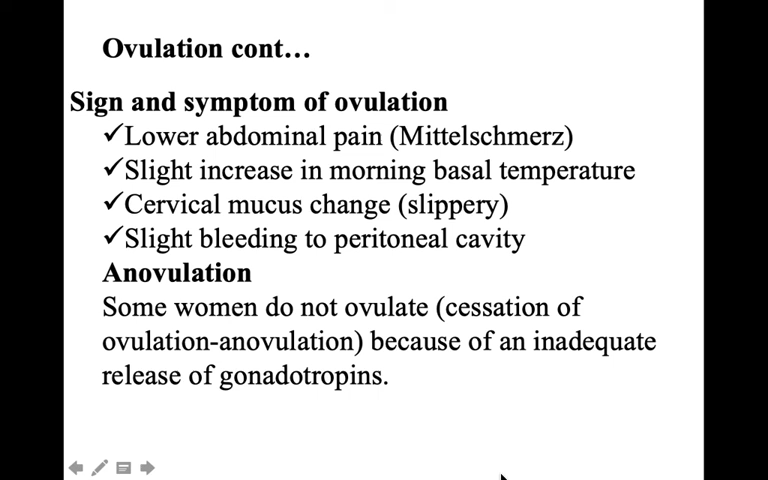 Ovulation cont…
Sign and symptom of ovulation
✓Lower abdominal pain (Mittelschmerz)
✓Slight increase in morning basal temperature
✓Cervical mucus change (slippery)
✓Slight bleeding to peritoneal cavity
Anovulation
Some women do not ovulate (cessation of
ovulation-anovulation) because of an inadequate
release of gonadotropins.